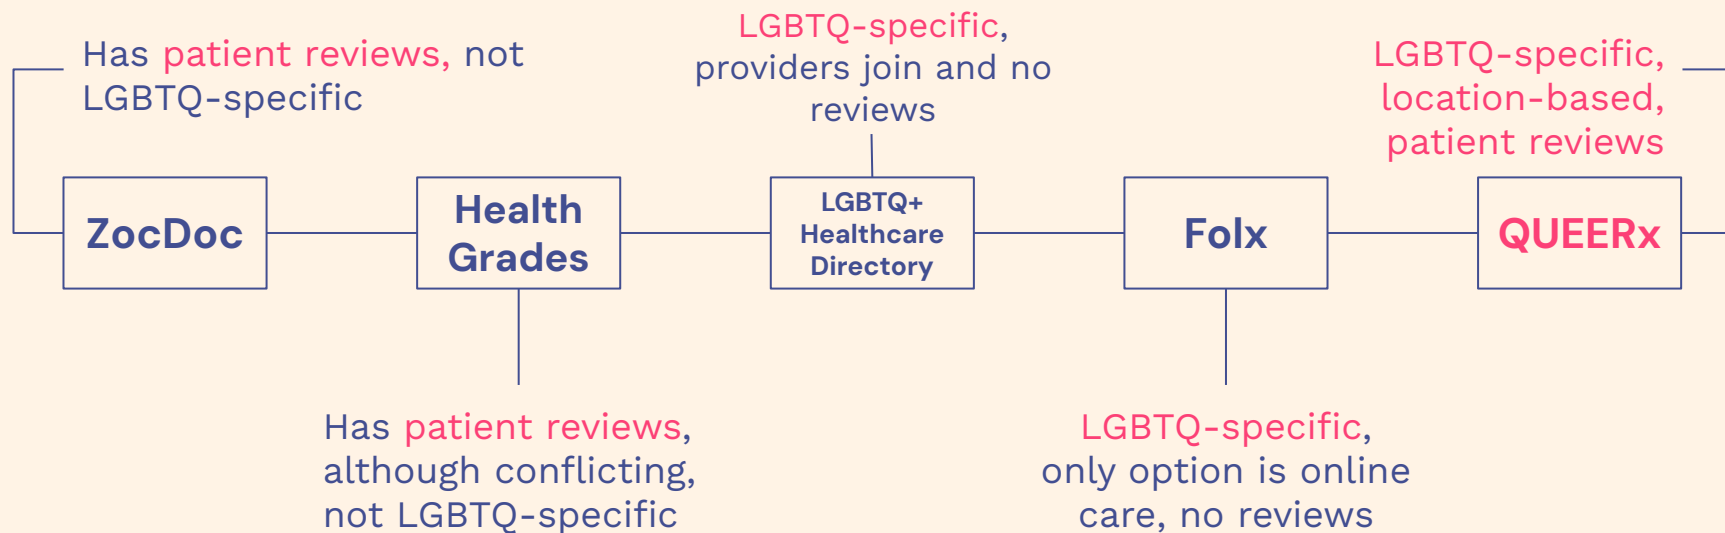 Has patient reviews, not
LGBTQ-specific
LGBTQ-specific,
providers join and no
reviews
LGBTQ-specific,
location-based,
patient reviews
ZocDoc
Health
Grades
LGBTQ+
Healthcare
Directory
Folx
QUEERx
Has patient reviews,
although conflicting,
not LGBTQ-specific
LGBTQ-specific,
only option is online
care, no reviews